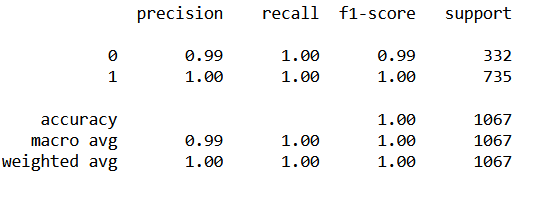 precision recall f1-score support
0 0.99 1.00 0.99 332
1 1.00 1.00 1.00 735
accuracy 1.00 1067
macro avg 0.99 1.00 1.00 1067
weighted avg 1.00 1.00 1.00 1067